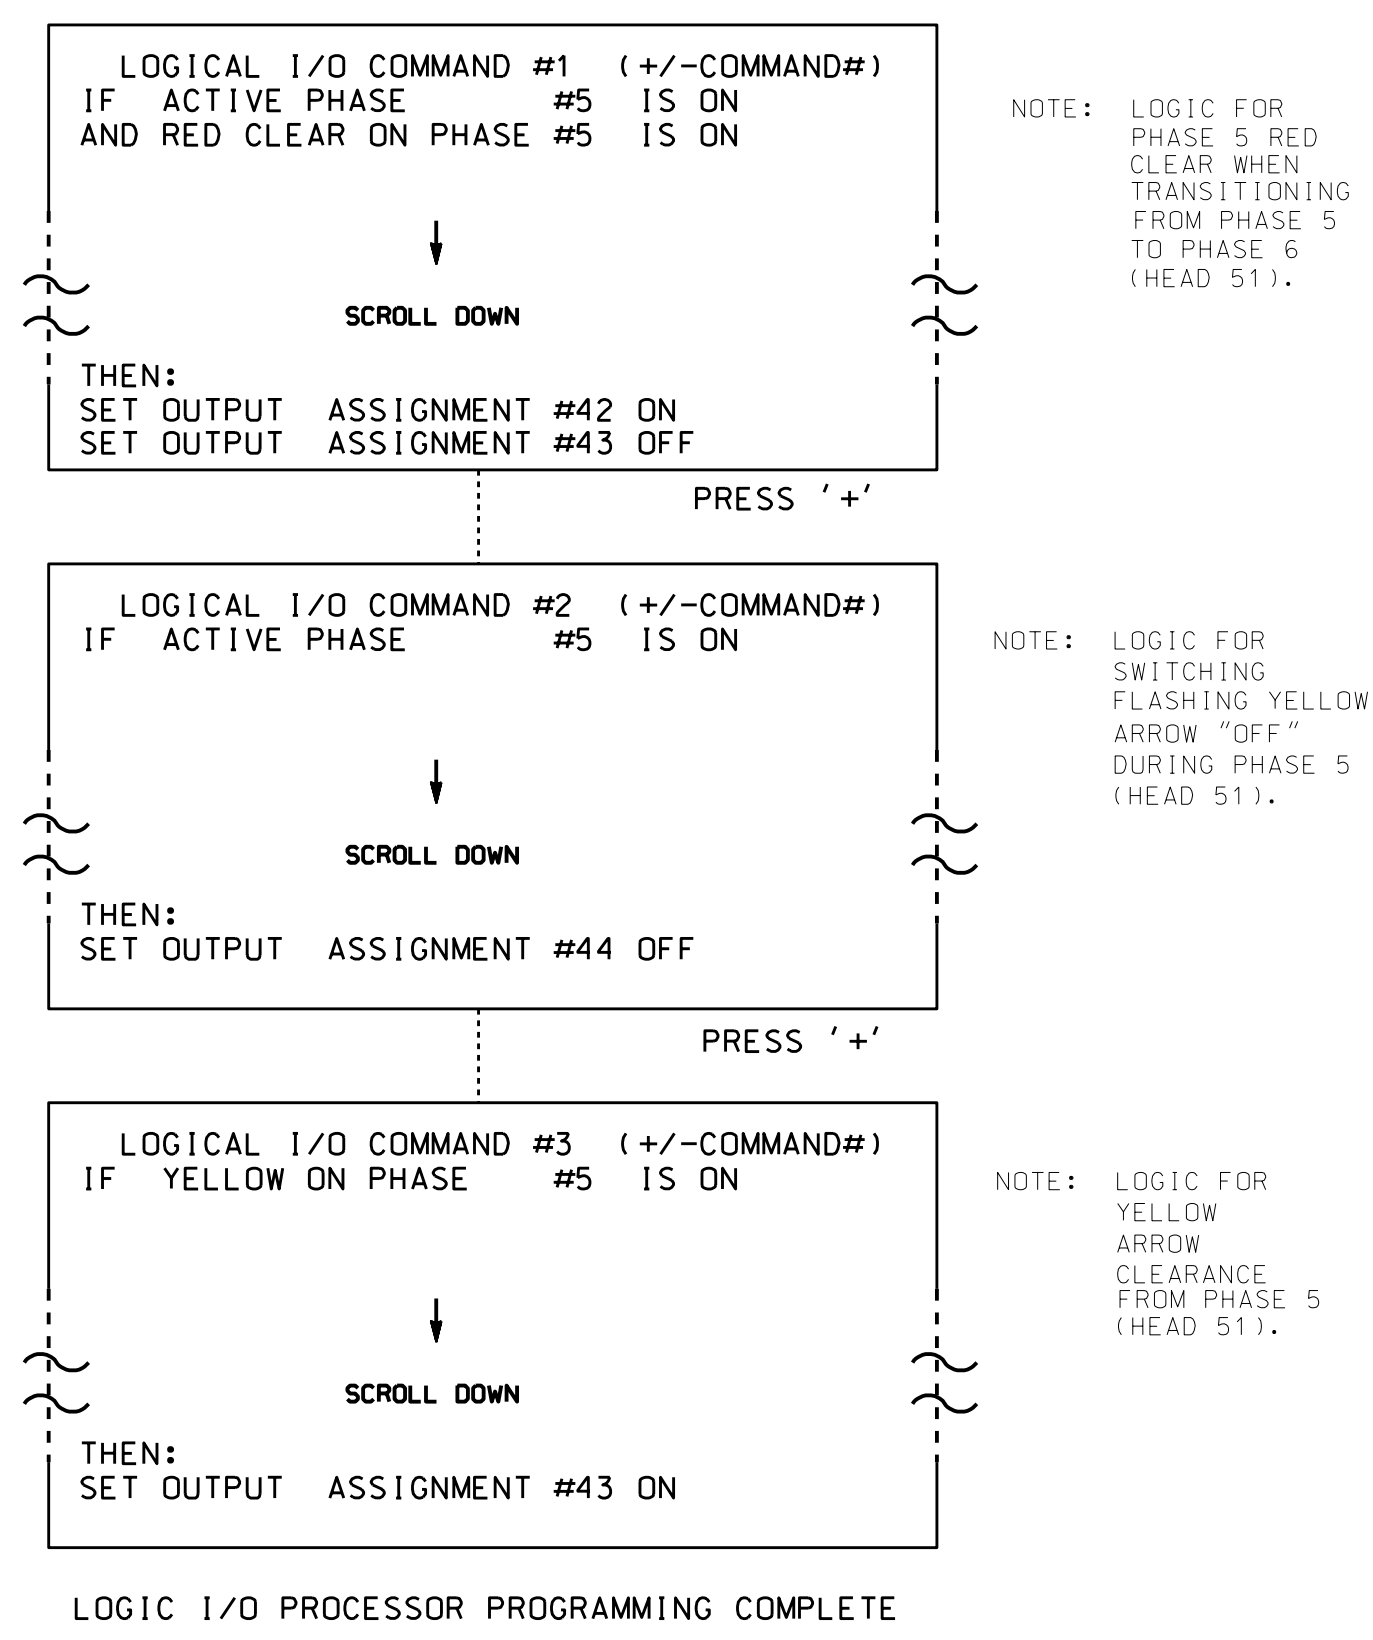 LOGICAL I/O COMMAND #1 (+/-COMMAND#)
IF ACTIVE PHASE #5 IS ON
AND RED CLEAR ON PHASE #5 IS ON
SCROLL DOWN
THEN:
SET OUTPUT ASSIGNMENT #42 ON
SET OUTPUT ASSIGNMENT #43 OFF
NOTE: LOGIC FOR
PHASE 5 RED
CLEAR WHEN
TRANSITIONING
FROM PHASE 5
TO PHASE 6
(HEAD 51).
PRESS '+'
LOGICAL I/O COMMAND #2 (+/-COMMAND#)
IF ACTIVE PHASE #5 IS ON
SCROLL DOWN
THEN:
SET OUTPUT ASSIGNMENT #44 OFF
NOTE: LOGIC FOR
SWITCHING
FLASHING YELLOW
ARROW "OFF"
DURING PHASE 5
(HEAD 51).
PRESS '+'
LOGICAL I/O COMMAND #3 (+/-COMMAND#)
IF YELLOW ON PHASE #5 IS ON
SCROLL DOWN
THEN:
SET OUTPUT ASSIGNMENT #43 ON
NOTE: LOGIC FOR
YELLOW
ARROW
CLEARANCE
FROM PHASE 5
(HEAD 51).
LOGIC I/O PROCESSOR PROGRAMMING COMPLETE